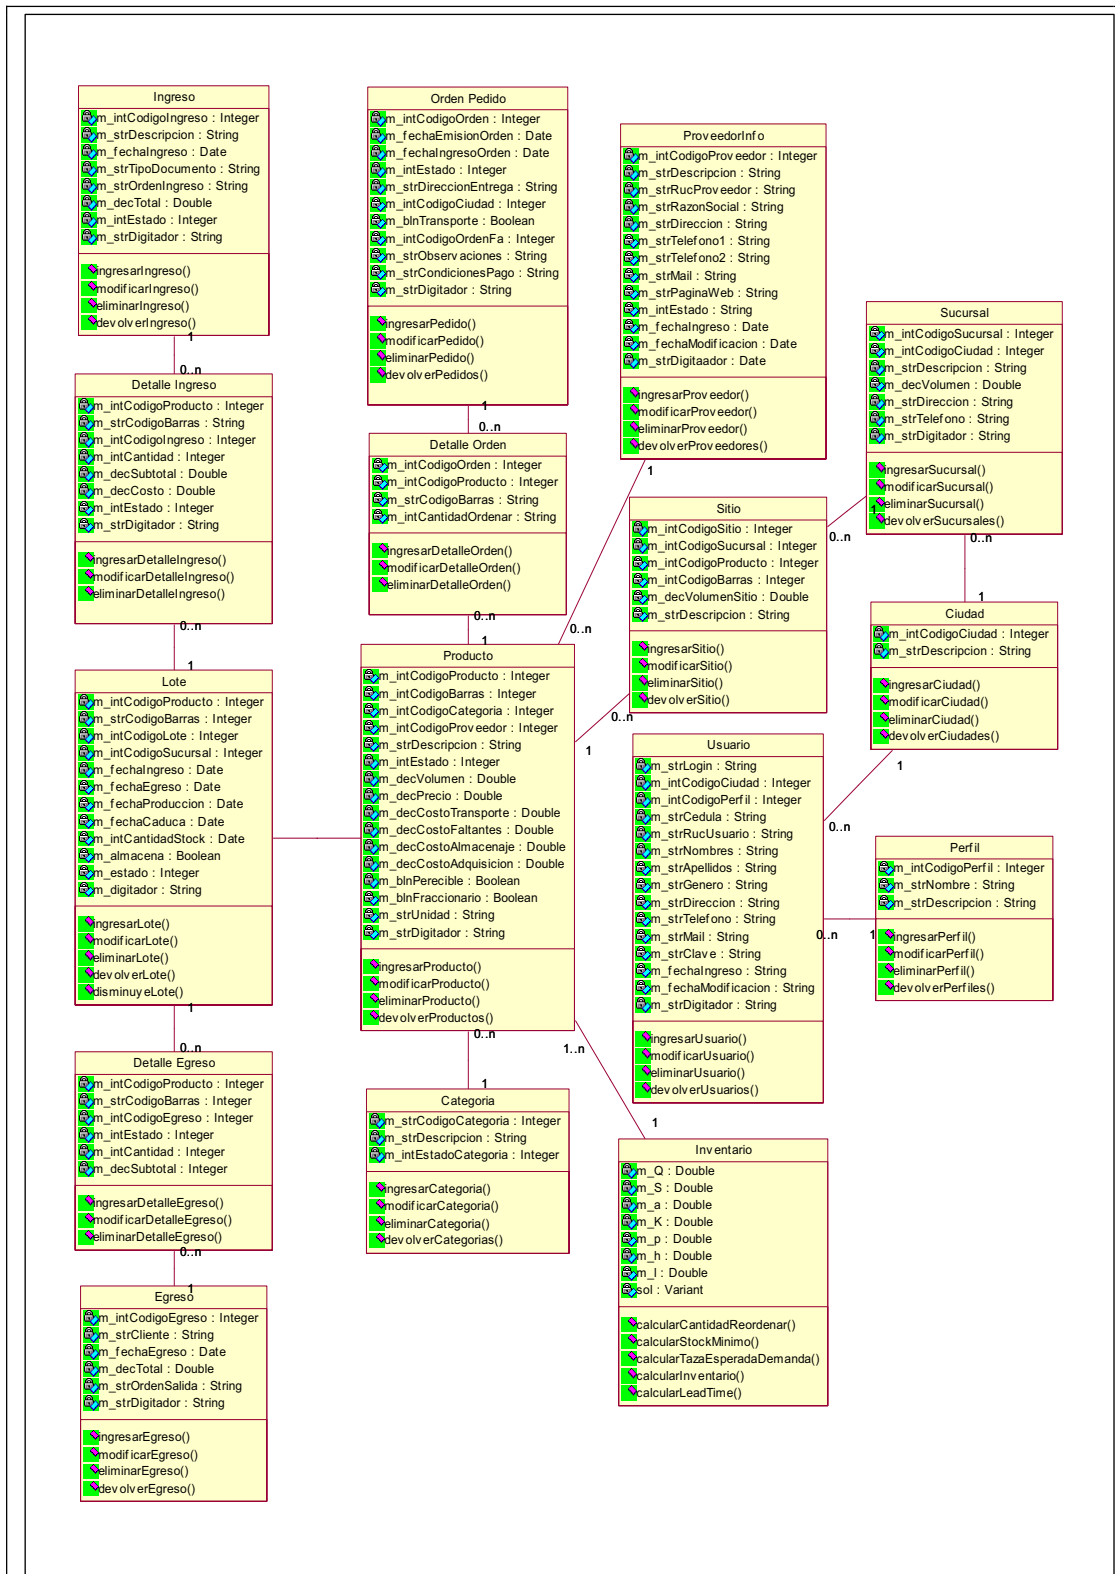 Ingreso
m_intCodigoIngreso : Integer
m_strDescripcion : String
m_fechaIngreso : Date
m_strTipoDocumento : String
m_strOrdenIngreso : String
m_decTotal : Double
m_intEstado : Integer
m_strDigitador : String
ingresarIngreso()
modificarIngreso()
eliminarIngreso()
devolverIngreso()
1
0..n
Detalle Ingreso
m_intCodigoProducto : Integer
m_strCodigoBarras : String
m_intCodigoIngreso : Integer
m_intCantidad : Integer
m_decSubtotal : Double
m_decCosto : Double
m_intEstado : Integer
m_strDigitador : String
ingresarDetalleIngreso()
modificarDetalleIngreso()
eliminarDetalleIngreso()
0..n
1
Lote
m_intCodigoProducto : Integer
m_strCodigoBarras : Integer
m_intCodigoLote : Integer
m_intCodigoSucursal : Integer
m_fechaIngreso : Date
m_fechaEgreso : Date
m_fechaProduccion : Date
m_fechaCaduca : Date
m_intCantidadStock : Date
m_almacena : Boolean
m_estado : Integer
m_digitador : String
ingresarLote()
modificarLote()
eliminarLote()
devolverLote()
disminuyeLote()
1
0..n
Detalle Egreso
m_intCodigoProducto : Integer
m_strCodigoBarras : Integer
m_intCodigoEgreso : Integer
m_intEstado : Integer
m_intCantidad : Integer
m_decSubtotal : Integer
ingresarDetalleEgreso()
modificarDetalleEgreso()
eliminarDetalleEgreso()
0..n
1
Egreso
m_intCodigoEgreso : Integer
m_strCliente : String
m_fechaEgreso : Date
m_decTotal : Double
m_strOrdenSalida : String
m_strDigitador : String
ingresarEgreso()
modificarEgreso()
eliminarEgreso()
devolverEgreso()
Orden Pedido
m_intCodigoOrden : Integer
m_fechaEmisionOrden : Date
m_fechaIngresoOrden : Date
m_intEstado : Integer
m_strDireccionEntrega : String
m_intCodigoCiudad : Integer
m_blnTransporte : Boolean
m_intCodigoOrdenFa : Integer
m_strObservaciones : String
m_strCondicionesPago : String
m_strDigitador : String
ingresarPedido()
modificarPedido()
eliminarPedido()
devolverPedidos()
1
0..n
Detalle Orden
m_intCodigoOrden : Integer
m_intCodigoProducto : Integer
m_strCodigoBarras : String
m_intCantidadOrdenar : String
ingresarDetalleOrden()
modificarDetalleOrden()
eliminarDetalleOrden()
0..n
1
Producto
m_intCodigoProducto : Integer
m_intCodigoBarras : Integer
m_intCodigoCategoria : Integer
m_intCodigoProveedor : Integer
m_strDescripcion : String
m_intEstado : Integer
m_decVolumen : Double
m_decPrecio : Double
m_decCostoTransporte : Double
m_decCostoFaltantes : Double
m_decCostoAlmacenaje : Double
m_decCostoAdquisicion : Double
m_blnPerecible : Boolean
m_blnFraccionario : Boolean
m_strUnidad : String
m_strDigitador : String
ingresarProducto()
modificarProducto()
eliminarProducto()
devolverProductos()
0..n
1
Categoria
m_strCodigoCategoria : Integer
m_strDescripcion : String
m_intEstadoCategoria : Integer
ingresarCategoria()
modificarCategoria()
eliminarCategoria()
devolverCategorias()
ProveedorInfo
m_intCodigoProveedor : Integer
m_strDescripcion : String
m_strRucProveedor : String
m_strRazonSocial : String
m_strDireccion : String
m_strTelefono1 : String
m_strTelefono2 : String
m_strMail : String
m_strPaginaWeb : String
m_intEstado : String
m_fechaIngreso : Date
m_fechaModificacion : Date
m_strDigitaador : Date
ingresarProveedor()
modificarProveedor()
eliminarProveedor()
devolverProveedores()
1
0..n
Sitio
m_intCodigoSitio : Integer
m_intCodigoSucursal : Integer
m_intCodigoProducto : Integer
m_intCodigoBarras : Integer
m_decVolumenSitio : Double
m_strDescripcion : String
ingresarSitio()
modificarSitio()
eliminarSitio()
devolverSitio()
0..n
1
0..n
1
Sucursal
m_intCodigoSucursal : Integer
m_intCodigoCiudad : Integer
m_strDescripcion : String
m_decVolumen : Double
m_strDireccion : String
m_strTelefono : String
m_strDigitador : String
ingresarSucursal()
modificarSucursal()
eliminarSucursal()
devolverSucursales()
0..n
1
Ciudad
m_intCodigoCiudad : Integer
m_strDescripcion : String
ingresarCiudad()
modificarCiudad()
eliminarCiudad()
devolverCiudades()
1
0..n
Usuario
m_strLogin : String
m_intCodigoCiudad : Integer
m_intCodigoPerfil : Integer
m_strCedula : String
m_strRucUsuario : String
m_strNombres : String
m_strApellidos : String
m_strGenero : String
m_strDireccion : String
m_strTelefono : String
m_strMail : String
m_strClave : String
m_fechaIngreso : String
m_fechaModificacion : String
m_strDigitador : String
ingresarUsuario()
modificarUsuario()
eliminarUsuario()
devolverUsuarios()
0..n
1
Perfil
m_intCodigoPerfil : Integer
m_strNombre : String
m_strDescripcion : String
ingresarPerfil()
modificarPerfil()
eliminarPerfil()
devolverPerfiles()
1..n
1
Inventario
m_Q : Double
m_S : Double
m_a : Double
m_K : Double
m_p : Double
m_h : Double
m_l : Double
sol : Variant
calcularCantidadReordenar()
calcularStockMinimo()
calcularTazaEsperadaDemanda()
calcularInventario()
calcularLeadTime()